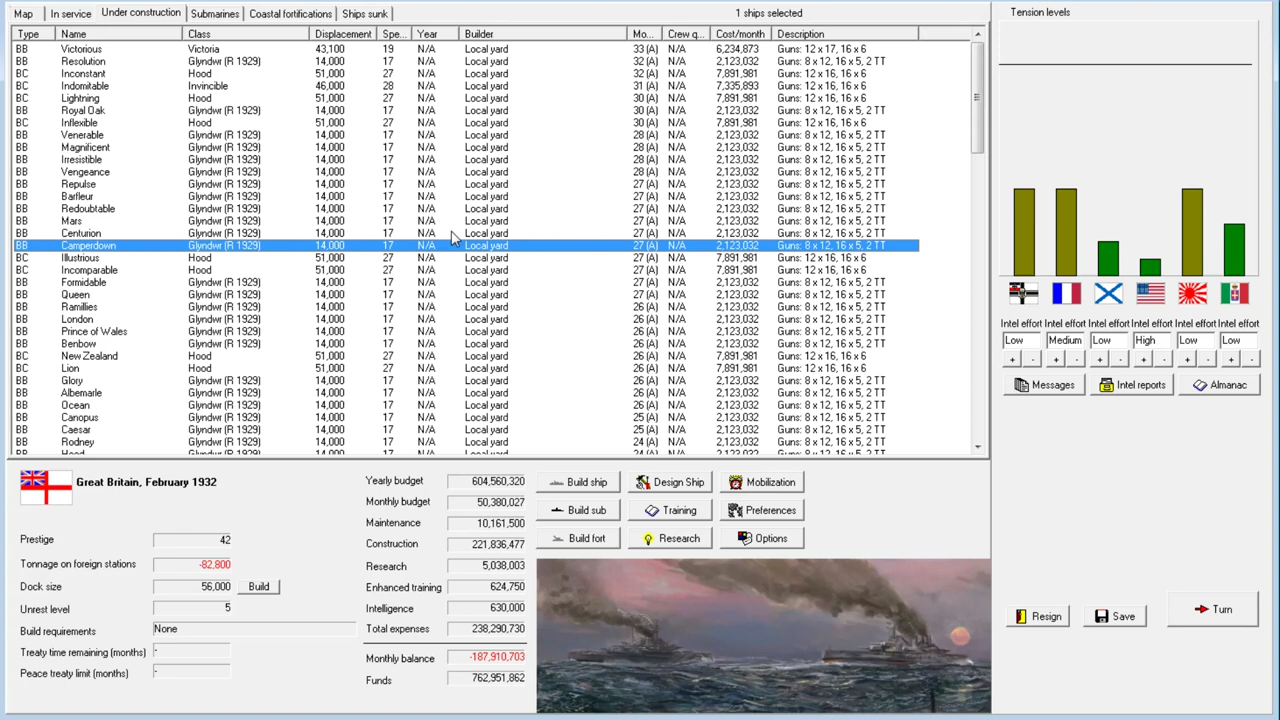 Map In service Under construction Submarines Coastal fortifications Ships sunk 1 ships selected
Type Name Class Displacement Spe... Year Builder Mo... Crew q... Cost/month Description
BB Victorious Victoria 43,100 19 N/A Local yard 33 (A) N/A 6,234,873 Guns: 12 x 17, 16 x 6
BB Resolution Glyndwr (R 1929) 14,000 17 N/A Local yard 32 (A) N/A 2,123,032 Guns: 8 x 12, 16 x 5, 2 TT
BC Inconstant Hood 51,000 27 N/A Local yard 32 (A) N/A 7,891,981 Guns: 12 x 16, 16 x 6
BC Indomitable Invincible 46,000 28 N/A Local yard 31 (A) N/A 7,335,893 Guns: 12 x 16, 16 x 6
BC Lightning Hood 51,000 27 N/A Local yard 30 (A) N/A 7,891,981 Guns: 12 x 16, 16 x 6
BB Royal Oak Glyndwr (R 1929) 14,000 17 N/A Local yard 30 (A) N/A 2,123,032 Guns: 8 x 12, 16 x 5, 2 TT
BC Inflexible Hood 51,000 27 N/A Local yard 30 (A) N/A 7,891,981 Guns: 12 x 16, 16 x 6
BB Venerable Glyndwr (R 1929) 14,000 17 N/A Local yard 28 (A) N/A 2,123,032 Guns: 8 x 12, 16 x 5, 2 TT
BB Magnificent Glyndwr (R 1929) 14,000 17 N/A Local yard 28 (A) N/A 2,123,032 Guns: 8 x 12, 16 x 5, 2 TT
BB Irresistible Glyndwr (R 1929) 14,000 17 N/A Local yard 28 (A) N/A 2,123,032 Guns: 8 x 12, 16 x 5, 2 TT
BB Vengeance Glyndwr (R 1929) 14,000 17 N/A Local yard 28 (A) N/A 2,123,032 Guns: 8 x 12, 16 x 5, 2 TT
BB Repulse Glyndwr (R 1929) 14,000 17 N/A Local yard 27 (A) N/A 2,123,032 Guns: 8 x 12, 16 x 5, 2 TT
BB Barfleur Glyndwr (R 1929) 14,000 17 N/A Local yard 27 (A) N/A 2,123,032 Guns: 8 x 12, 16 x 5, 2 TT
BB Redoubtable Glyndwr (R 1929) 14,000 17 N/A Local yard 27 (A) N/A 2,123,032 Guns: 8 x 12, 16 x 5, 2 TT
BB Mars Glyndwr (R 1929) 14,000 17 N/A Local yard 27 (A) N/A 2,123,032 Guns: 8 x 12, 16 x 5, 2 TT
BB Centurion Glyndwr (R 1929) 14,000 17 N/A Local yard 27 (A) N/A 2,123,032 Guns: 8 x 12, 16 x 5, 2 TT
BB Camperdown Glyndwr (R 1929) 14,000 17 N/A Local yard 27 (A) N/A 2,123,032 Guns: 8 x 12, 16 x 5, 2 TT
BC Illustrious Hood 51,000 27 N/A Local yard 27 (A) N/A 7,891,981 Guns: 12 x 16, 16 x 6
BC Incomparable Hood 51,000 27 N/A Local yard 27 (A) N/A 7,891,981 Guns: 12 x 16, 16 x 6
BB Formidable Glyndwr (R 1929) 14,000 17 N/A Local yard 26 (A) N/A 2,123,032 Guns: 8 x 12, 16 x 5, 2 TT
BB Queen Glyndwr (R 1929) 14,000 17 N/A Local yard 26 (A) N/A 2,123,032 Guns: 8 x 12, 16 x 5, 2 TT
BB Ramillies Glyndwr (R 1929) 14,000 17 N/A Local yard 26 (A) N/A 2,123,032 Guns: 8 x 12, 16 x 5, 2 TT
BB London Glyndwr (R 1929) 14,000 17 N/A Local yard 26 (A) N/A 2,123,032 Guns: 8 x 12, 16 x 5, 2 TT
BB Prince of Wales Glyndwr (R 1929) 14,000 17 N/A Local yard 26 (A) N/A 2,123,032 Guns: 8 x 12, 16 x 5, 2 TT
BB Benbow Glyndwr (R 1929) 14,000 17 N/A Local yard 26 (A) N/A 2,123,032 Guns: 8 x 12, 16 x 5, 2 TT
BC New Zealand Hood 51,000 27 N/A Local yard 26 (A) N/A 7,891,981 Guns: 12 x 16, 16 x 6
BC Lion Hood 51,000 27 N/A Local yard 26 (A) N/A 7,891,981 Guns: 12 x 16, 16 x 6
BB Glory Glyndwr (R 1929) 14,000 17 N/A Local yard 26 (A) N/A 2,123,032 Guns: 8 x 12, 16 x 5, 2 TT
BB Albemarle Glyndwr (R 1929) 14,000 17 N/A Local yard 26 (A) N/A 2,123,032 Guns: 8 x 12, 16 x 5, 2 TT
BB Ocean Glyndwr (R 1929) 14,000 17 N/A Local yard 26 (A) N/A 2,123,032 Guns: 8 x 12, 16 x 5, 2 TT
BB Canopus Glyndwr (R 1929) 14,000 17 N/A Local yard 25 (A) N/A 2,123,032 Guns: 8 x 12, 16 x 5, 2 TT
BB Caesar Glyndwr (R 1929) 14,000 17 N/A Local yard 25 (A) N/A 2,123,032 Guns: 8 x 12, 16 x 5, 2 TT
BB Rodney Glyndwr (R 1929) 14,000 17 N/A Local yard 24 (A) N/A 2,123,032 Guns: 8 x 12, 16 x 5, 2 TT
Great Britain, February 1932
Prestige 42
Tonnage on foreign stations -82,800
Dock size 56,000 Build
Unrest level 5
Build requirements None
Treaty time remaining (months) -
Peace treaty limit (months) -
Yearly budget 604,560,320
Monthly budget 50,380,027
Maintenance 10,161,500
Construction 221,836,477
Research 5,038,003
Enhanced training 624,750
Intelligence 630,000
Total expenses 238,290,730
Monthly balance -187,910,703
Funds 762,951,862
Build ship Design Ship Mobilization
Build sub Training Preferences
Build fort Research Options
Tension levels
Intel effort Intel effort Intel effort Intel effort Intel effort Intel effort
Low Medium Low High Low Low
+ - + - + - + - + - + -
Messages Intel reports Almanac
Resign Save Turn